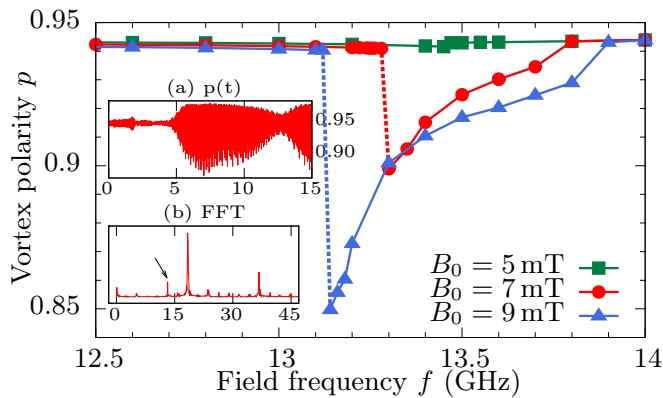 0.95
0.9
0.85
Vortex polarity p
(a) p(t)
0.95
0.90
0 5 10 15
(b) FFT
0 15 30 45
B₀ = 5 mT
B₀ = 7 mT
B₀ = 9 mT
12.5 13 13.5 14
Field frequency f (GHz)